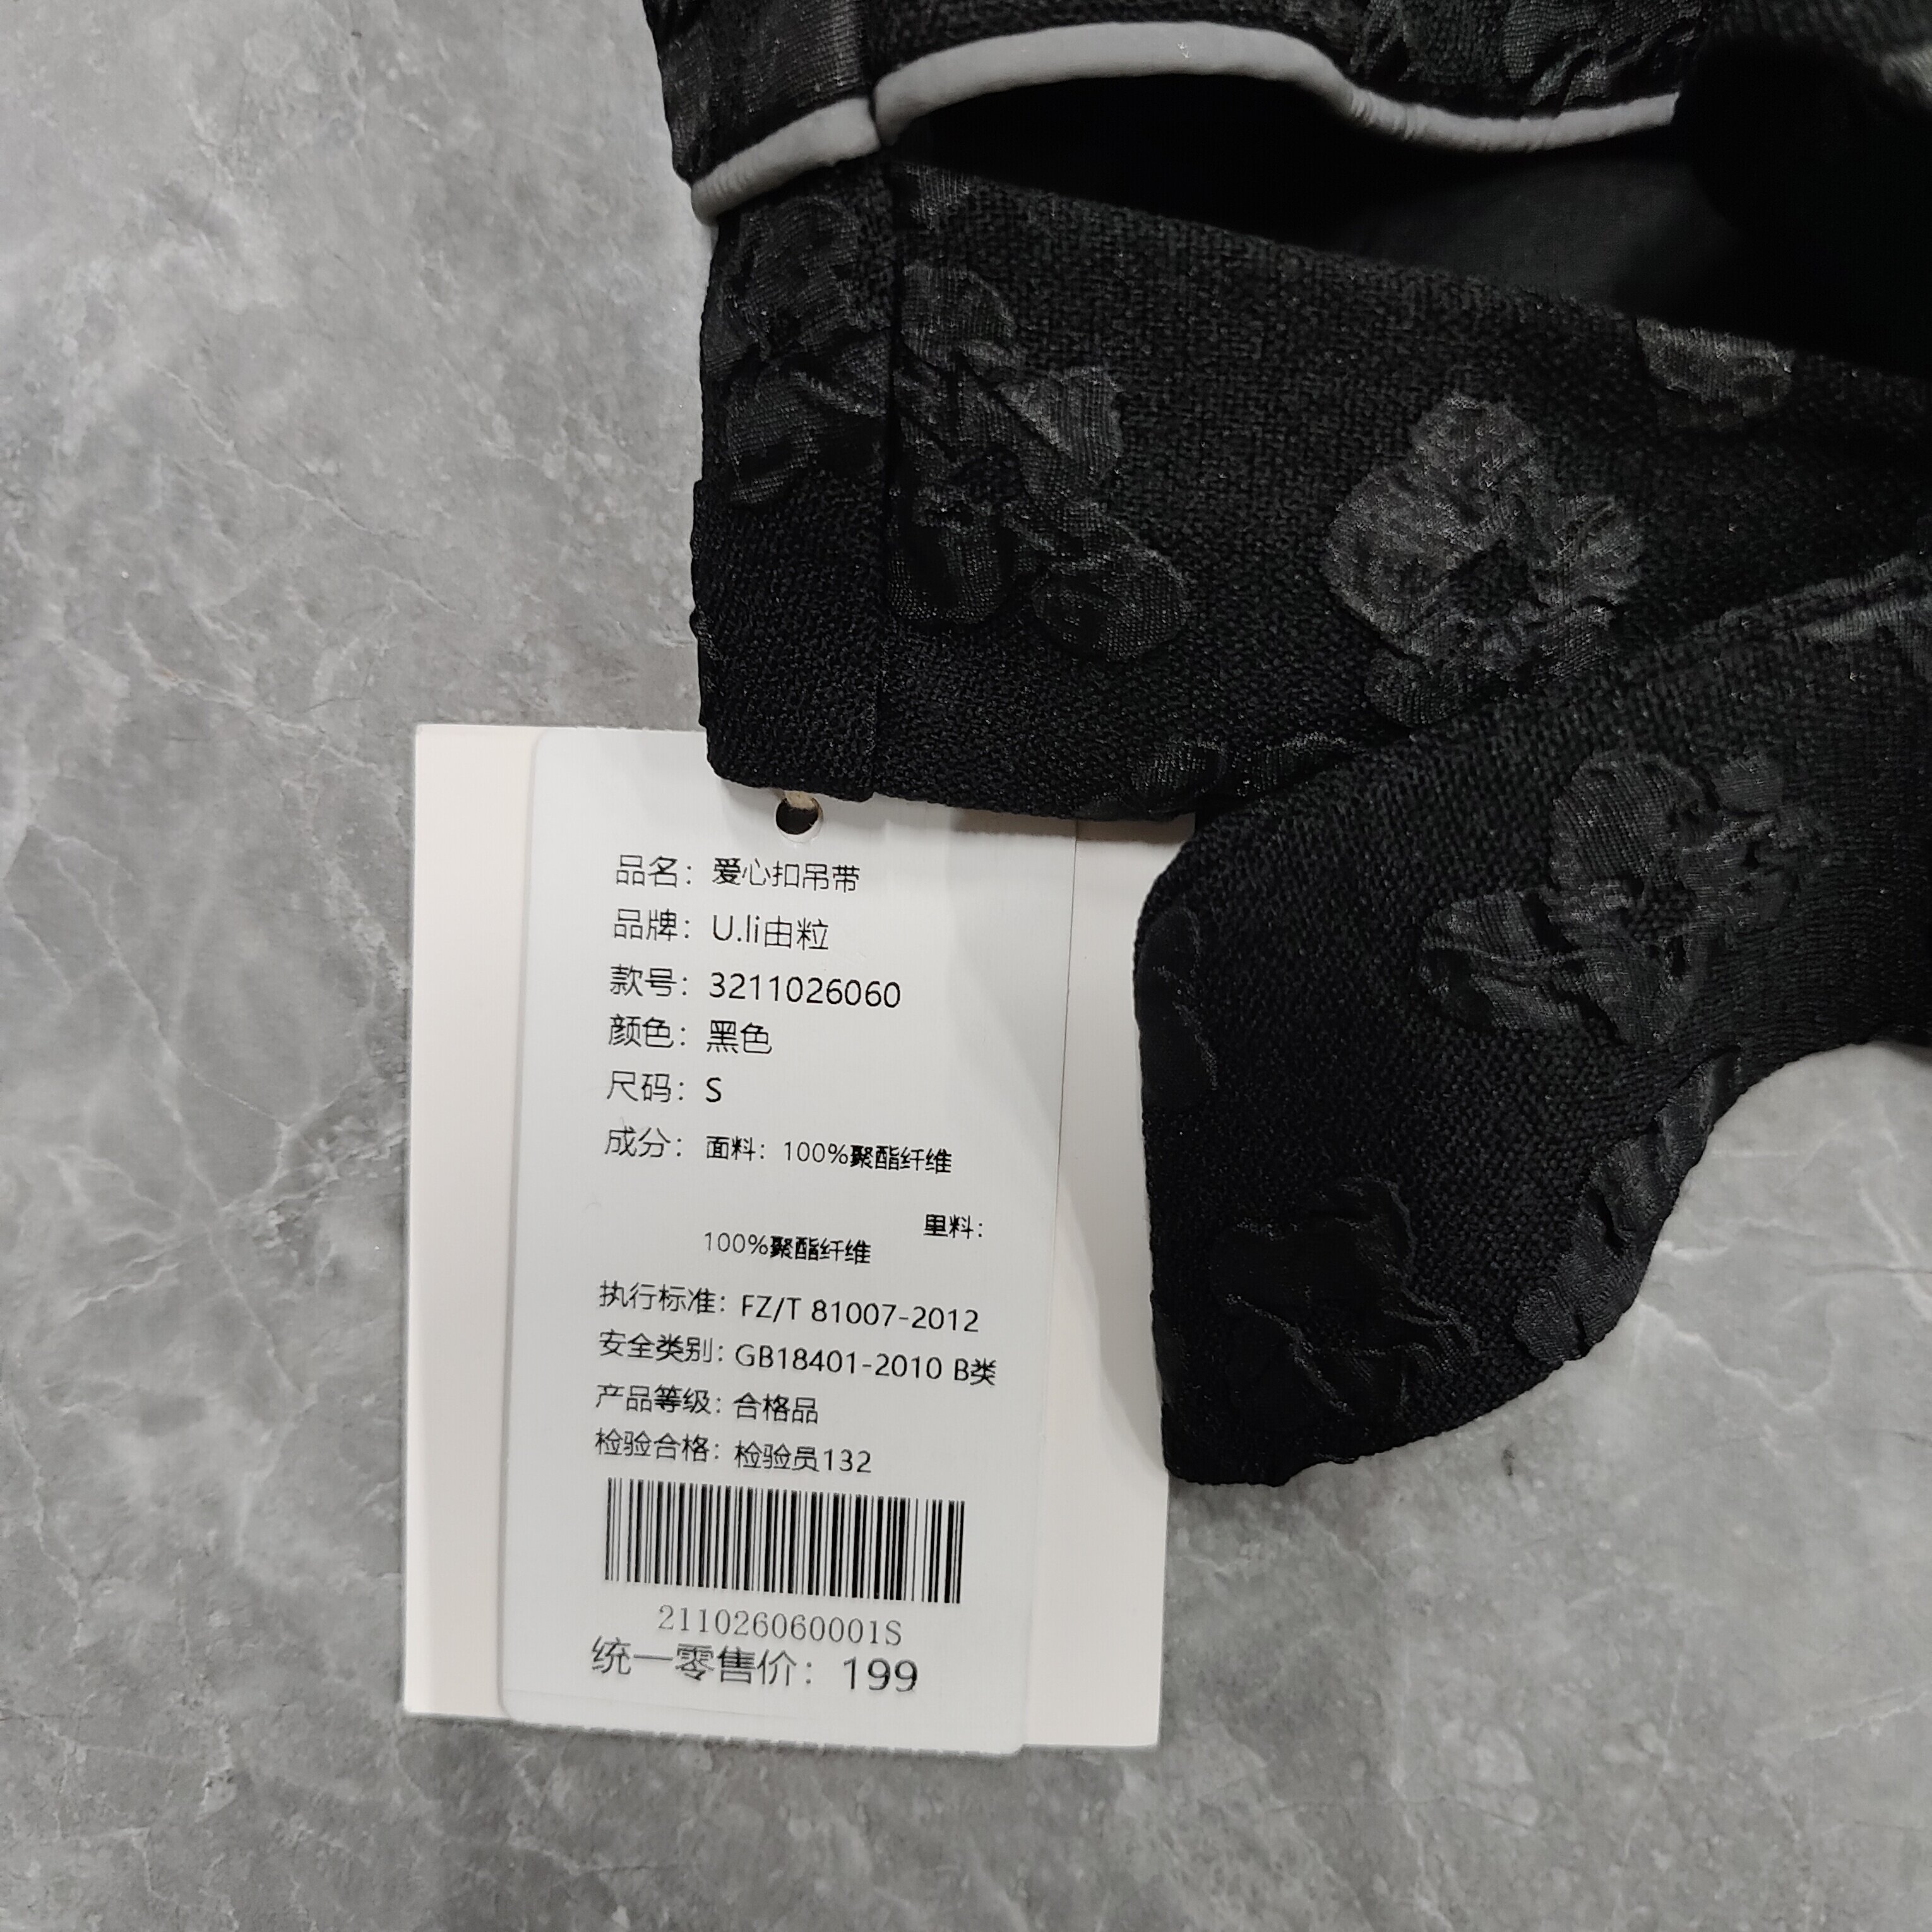 品名：爱心扣吊带
品牌：U.li由粒
款号：3211026060
颜色：黑色
尺码：S
成分：面料：100%聚酯纤维
里料：
100%聚酯纤维
执行标准：FZ/T 81007-2012
安全类别：GB18401-2010 B类
产品等级：合格品
检验合格：检验员132
211026060001S
统一零售价：199